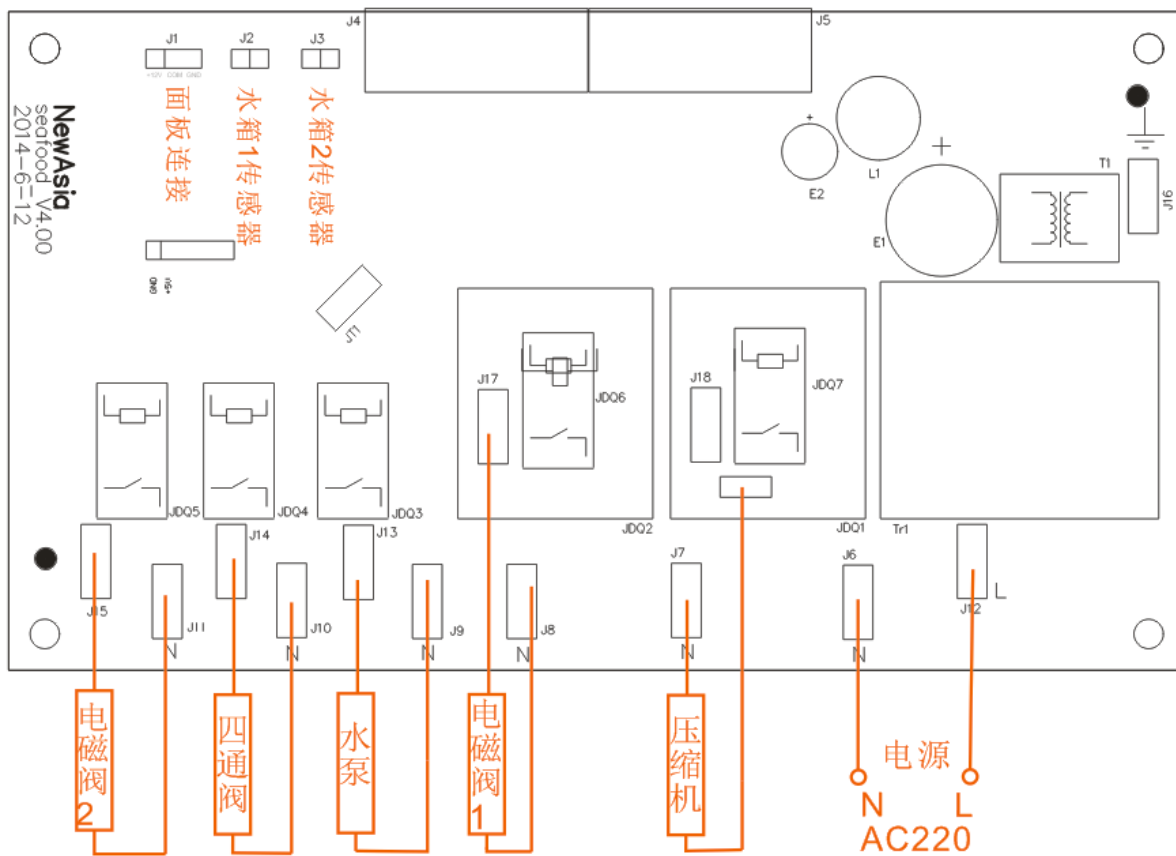 J4
J5
J1
J2
J3
+12V COM GND
面板连接
水箱1传感器
水箱2传感器
NewAsia
seafood V4.00
2014-6-12
+
E2
L1
+
E1
T1
J16
GND
+5V
J17
JDQ6
J18
JDQ7
JDQ5
JDQ4
JDQ3
JDQ2
JDQ1
Tr1
J15
J14
J13
J11
J10
J9
J8
J7
J6
J12
L
N
N
N
N
N
N
电磁阀2
四通阀
水泵
电磁阀1
压缩机
电源
N
L
AC220